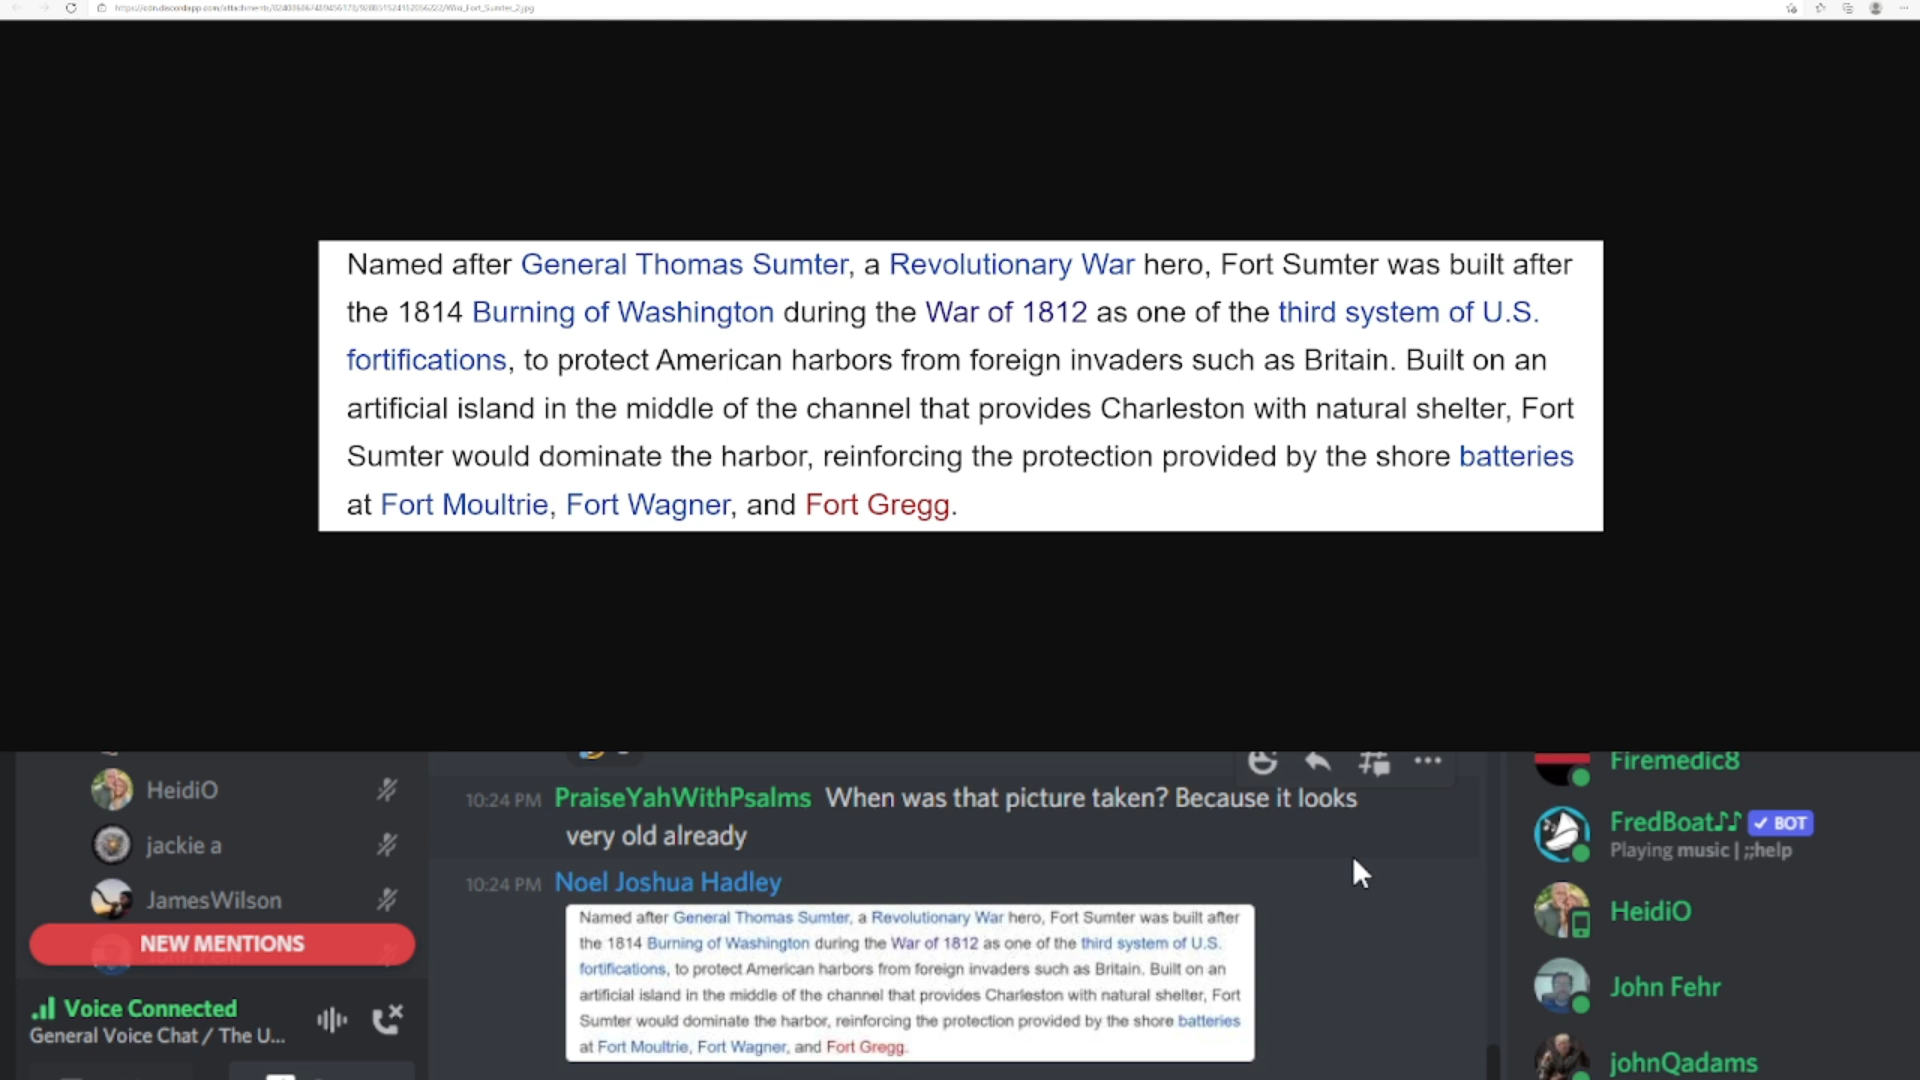 Named after General Thomas Sumter, a Revolutionary War hero, Fort Sumter was built after
the 1814 Burning of Washington during the War of 1812 as one of the third system of U.S.
fortifications, to protect American harbors from foreign invaders such as Britain. Built on an
artificial island in the middle of the channel that provides Charleston with natural shelter, Fort
Sumter would dominate the harbor, reinforcing the protection provided by the shore batteries
at Fort Moultrie, Fort Wagner, and Fort Gregg.
HeidiO
jackie a
JamesWilson
NEW MENTIONS
Voice Connected
General Voice Chat / The U...
10:24 PM PraiseYahWithPsalms When was that picture taken? Because it looks
very old already
10:24 PM Noel Joshua Hadley
Named after General Thomas Sumter, a Revolutionary War hero, Fort Sumter was built after
the 1814 Burning of Washington during the War of 1812 as one of the third system of U.S.
fortifications, to protect American harbors from foreign invaders such as Britain. Built on an
artificial island in the middle of the channel that provides Charleston with natural shelter, Fort
Sumter would dominate the harbor, reinforcing the protection provided by the shore batteries
at Fort Moultrie, Fort Wagner, and Fort Gregg.
Firemedic8
FredBoat♪♪ ✓ BOT
Playing music | ;;help
HeidiO
John Fehr
johnQadams